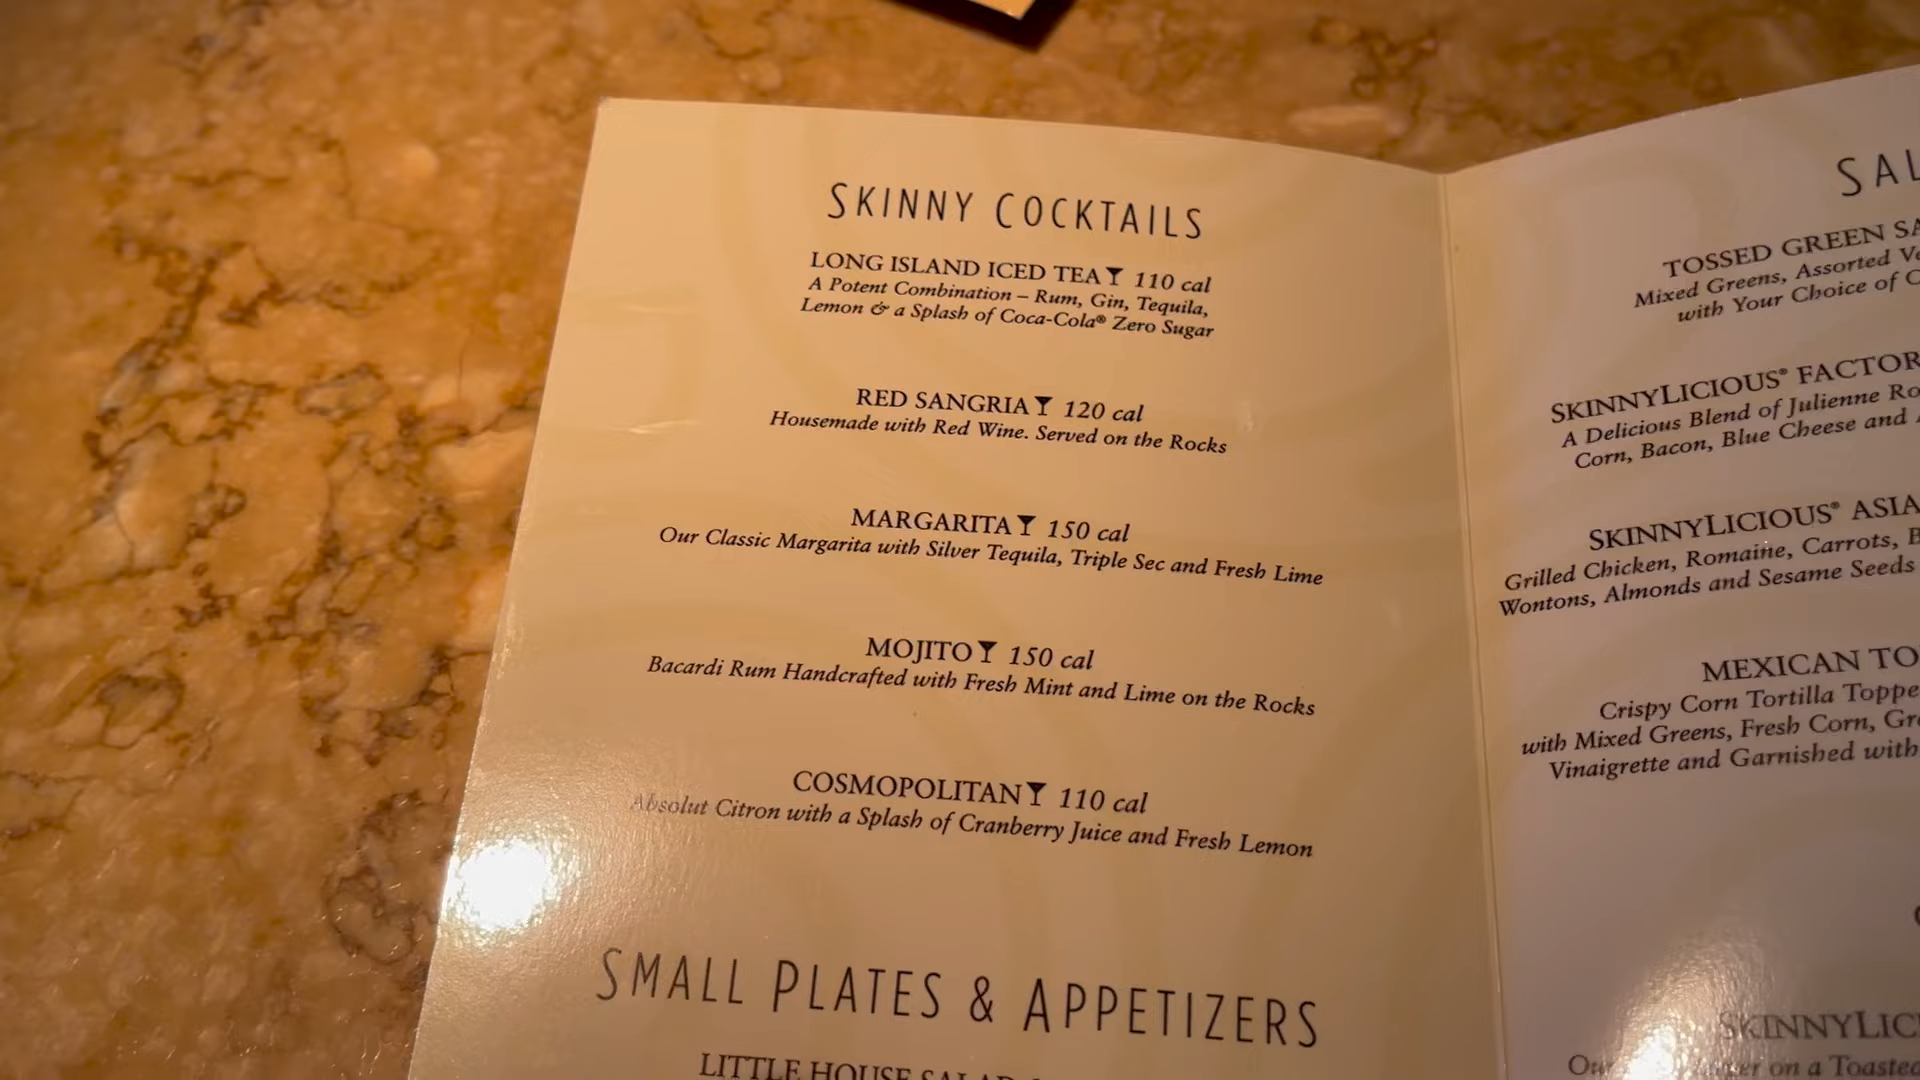 SKINNY COCKTAILS
LONG ISLAND ICED TEA 110 cal
A Potent Combination – Rum, Gin, Tequila,
Lemon & a Splash of Coca-Cola® Zero Sugar
RED SANGRIA 120 cal
Housemade with Red Wine. Served on the Rocks
MARGARITA 150 cal
Our Classic Margarita with Silver Tequila, Triple Sec and Fresh Lime
MOJITO 150 cal
Bacardi Rum Handcrafted with Fresh Mint and Lime on the Rocks
COSMOPOLITAN 110 cal
Absolut Citron with a Splash of Cranberry Juice and Fresh Lemon
SMALL PLATES & APPETIZERS
LITTLE HOUSE SALAD
TOSSED GREEN
Mixed Greens, Assorted
with Your Choice of
SKINNYLICIOUS®
A Delicious Blend of Julienne
Corn, Bacon, Blue Cheese and
SKINNYLICIOUS®
Grilled Chicken, Romaine, Carrots,
Wontons, Almonds and Sesame Seeds
MEXICAN
Crispy Corn Tortilla
with Mixed Greens, Fresh Corn,
Vinaigrette and Garnished with
on a Toasted